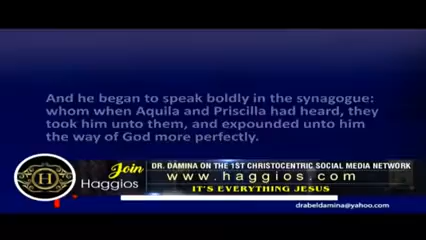 And he began to speak boldly in the synagogue:
whom when Aquila and Priscilla had heard, they
took him unto them, and expounded unto him
the way of God more perfectly.
H
Join
Haggios
DR. DAMINA ON THE 1ST CHRISTOCENTRIC SOCIAL MEDIA NETWORK
www.haggios.com
IT'S EVERYTHING JESUS
drabeldamina@yahoo.com